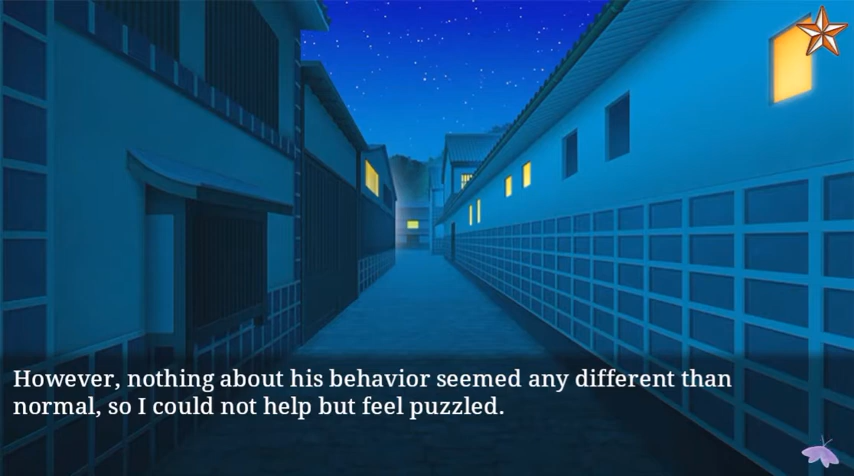 However, nothing about his behavior seemed any different than
normal, so I could not help but feel puzzled.